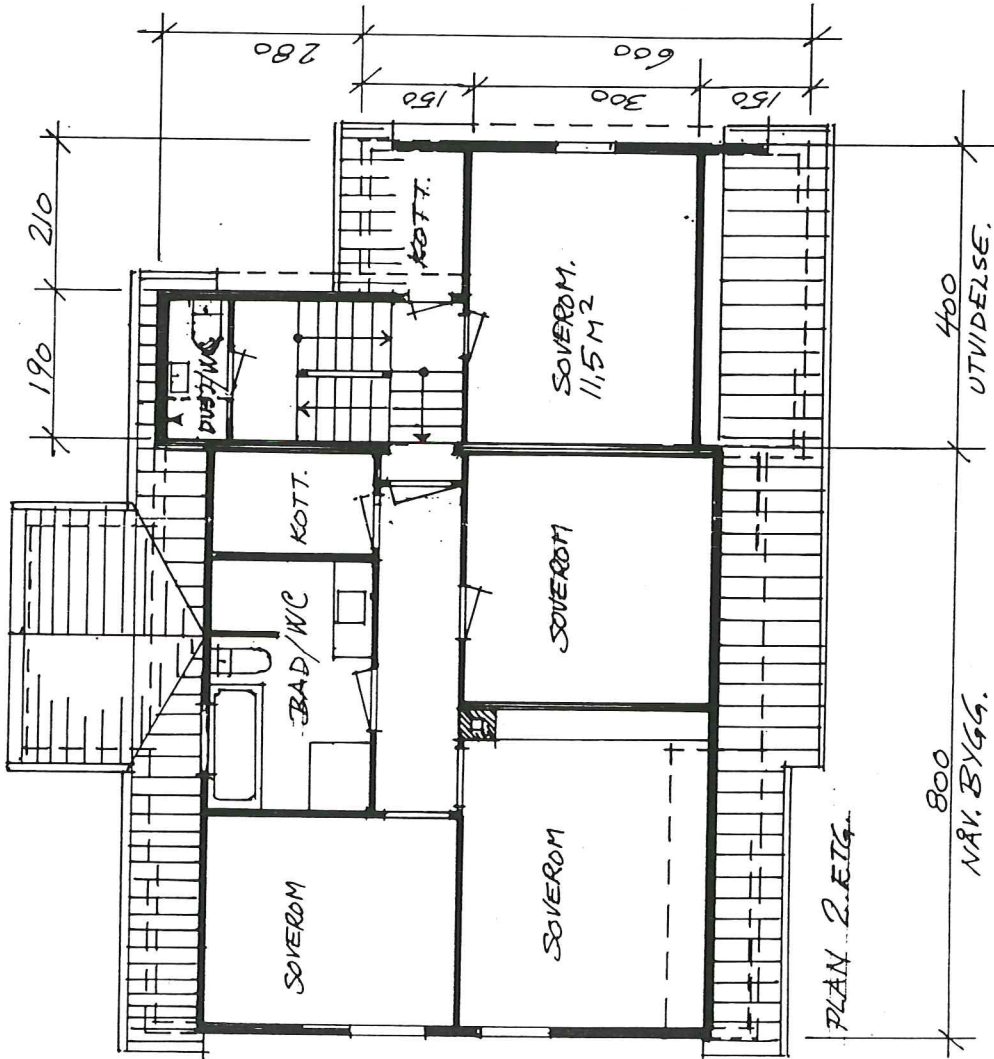 280
600
150
300
150
210
190
KOTT.
DUSJ/WC
SOVEROM.
11,5 M²
KOTT.
BAD/WC
SOVEROM
SOVEROM
SOVEROM
400
UTVIDELSE.
800
NÅV. BYGG.
PLAN 2. ETG.